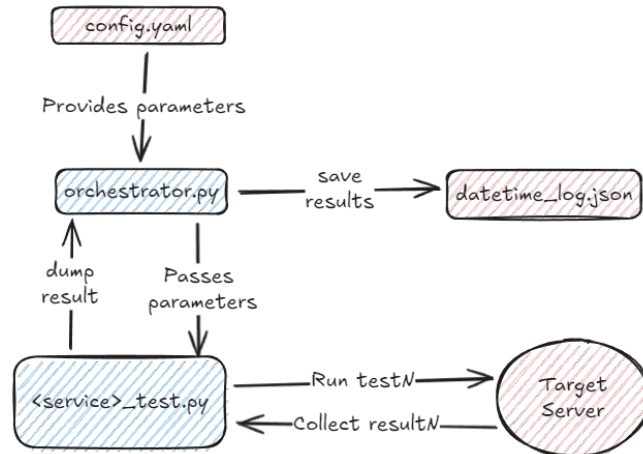 config.yaml
Provides parameters
orchestrator.py
save
results
datetime_log.json
dump
result
Passes
parameters
<service>_test.py
Run testN
Collect resultN
Target
Server